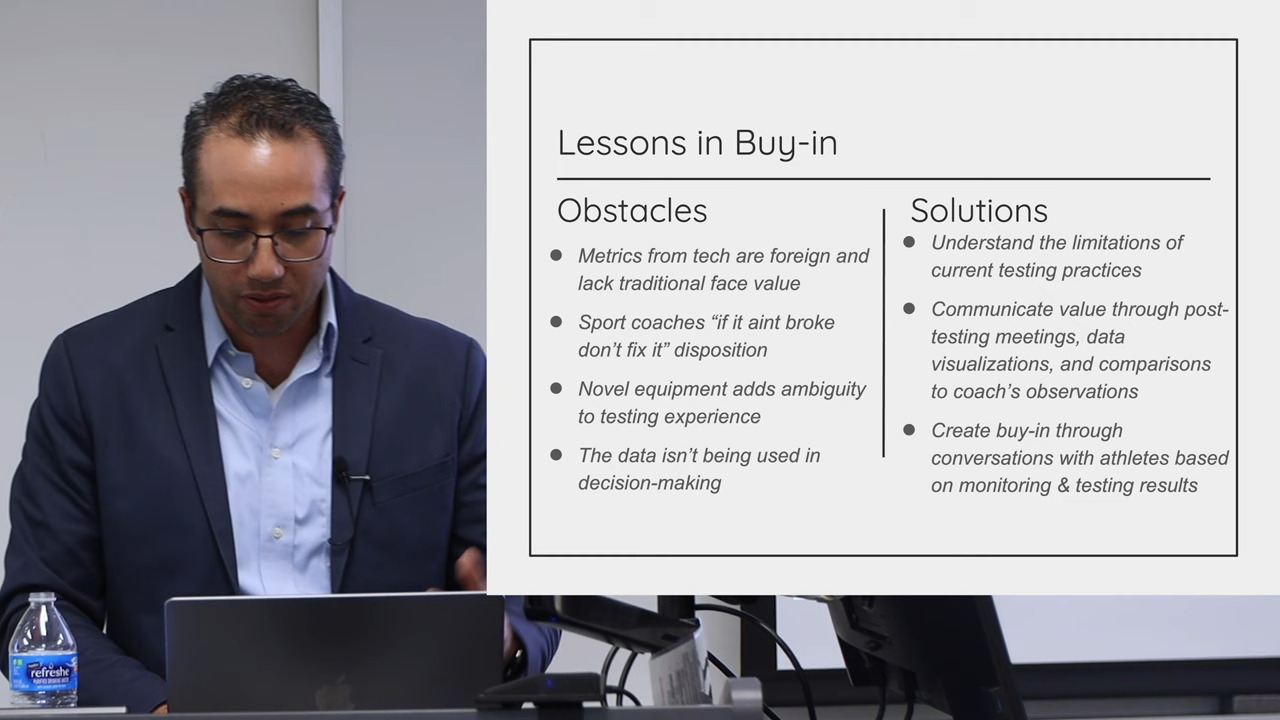 Lessons in Buy-in
Obstacles
Metrics from tech are foreign and
lack traditional face value
Sport coaches “if it aint broke
don’t fix it” disposition
Novel equipment adds ambiguity
to testing experience
The data isn’t being used in
decision-making
Solutions
Understand the limitations of
current testing practices
Communicate value through post-
testing meetings, data
visualizations, and comparisons
to coach’s observations
Create buy-in through
conversations with athletes based
on monitoring & testing results
refreshe